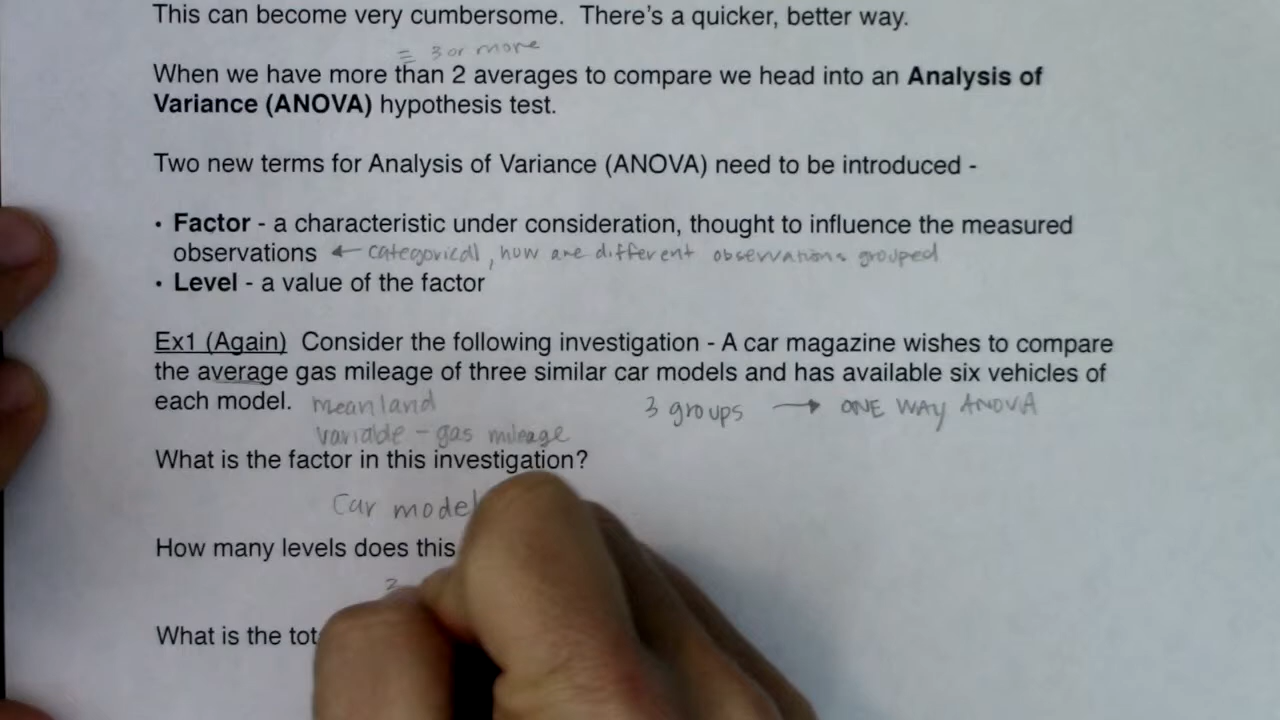 This can become very cumbersome. There's a quicker, better way.
= 3 or more
When we have more than 2 averages to compare we head into an Analysis of
Variance (ANOVA) hypothesis test.
Two new terms for Analysis of Variance (ANOVA) need to be introduced -
• Factor - a characteristic under consideration, thought to influence the measured
observations ← categorical, how are different observations grouped
• Level - a value of the factor
Ex1 (Again) Consider the following investigation - A car magazine wishes to compare
the average gas mileage of three similar car models and has available six vehicles of
each model. 3 groups → ONE WAY ANOVA
variable - gas mileage
What is the factor in this investigation?
Car model
How many levels does this
What is the